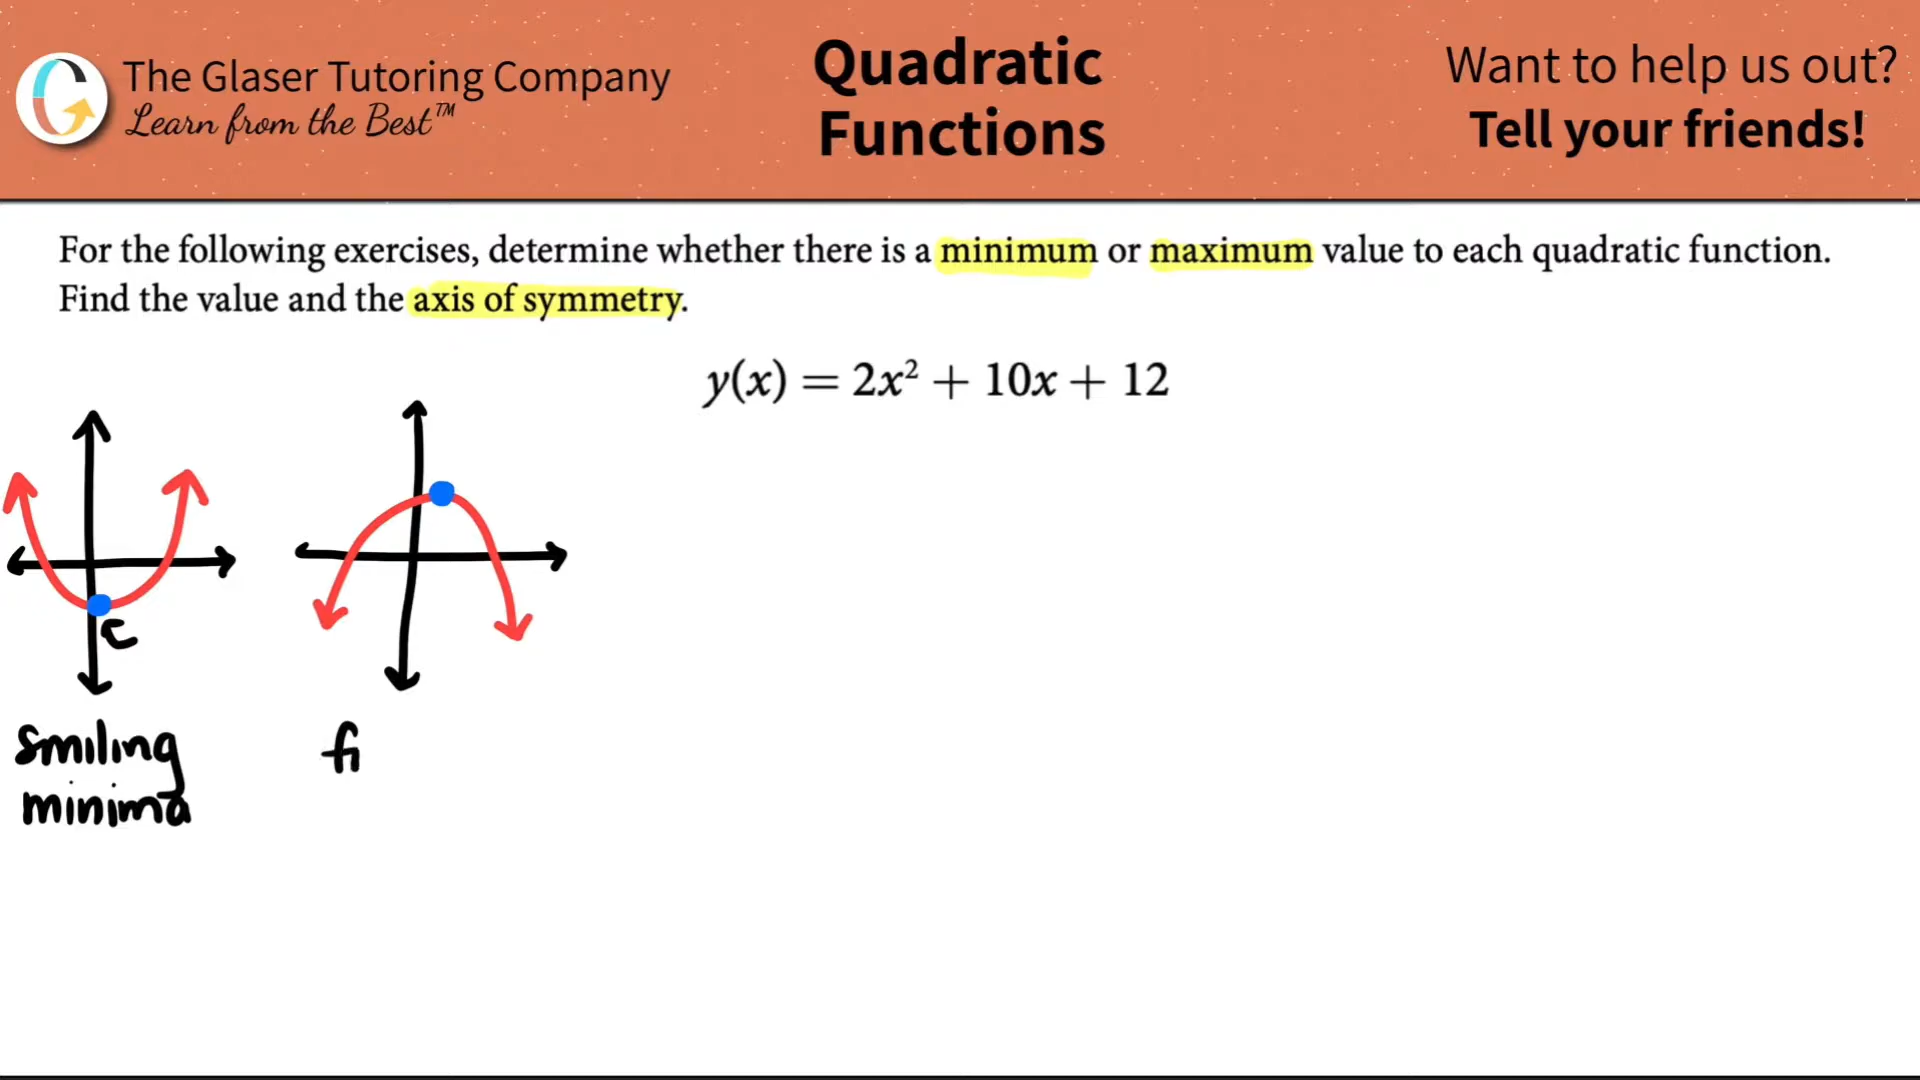 The Glaser Tutoring Company
Learn from the Best™
Quadratic
Functions
Want to help us out?
Tell your friends!
For the following exercises, determine whether there is a minimum or maximum value to each quadratic function.
Find the value and the axis of symmetry.
y(x) = 2x² + 10x + 12
smiling
minima